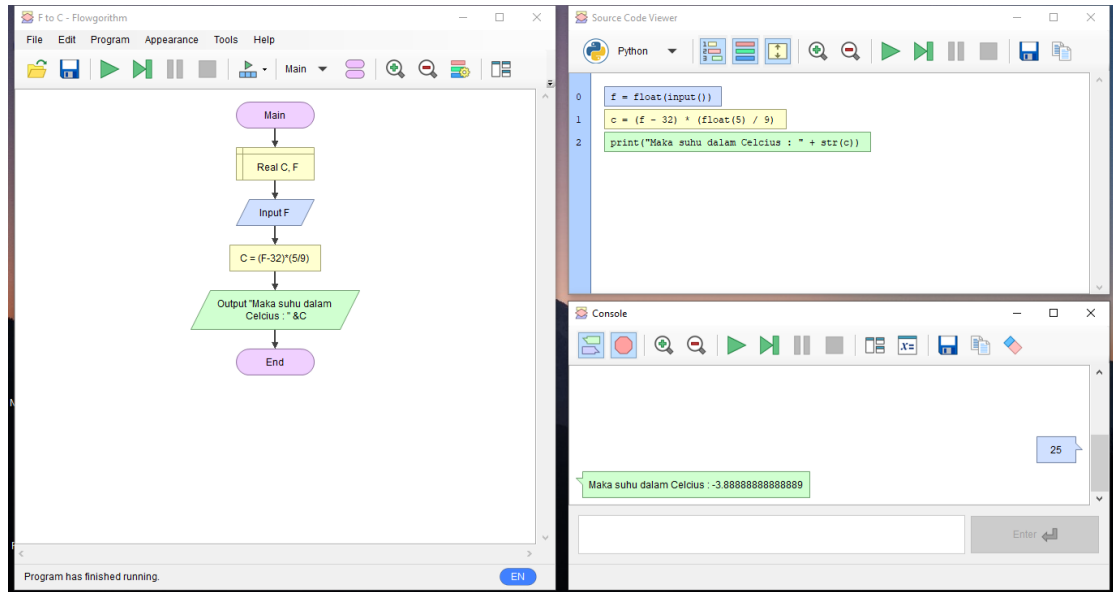 F to C - Flowgorithm
File Edit Program Appearance Tools Help
Main
Main
Real C, F
Input F
C = (F-32)*(5/9)
Output "Maka suhu dalam
Celcius : " &C
End
Program has finished running.
EN
Source Code Viewer
Python
0 f = float(input())
1 c = (f - 32) * (float(5) / 9)
2 print("Maka suhu dalam Celcius : " + str(c))
Console
x=
25
Maka suhu dalam Celcius : -3.88888888888889
Enter